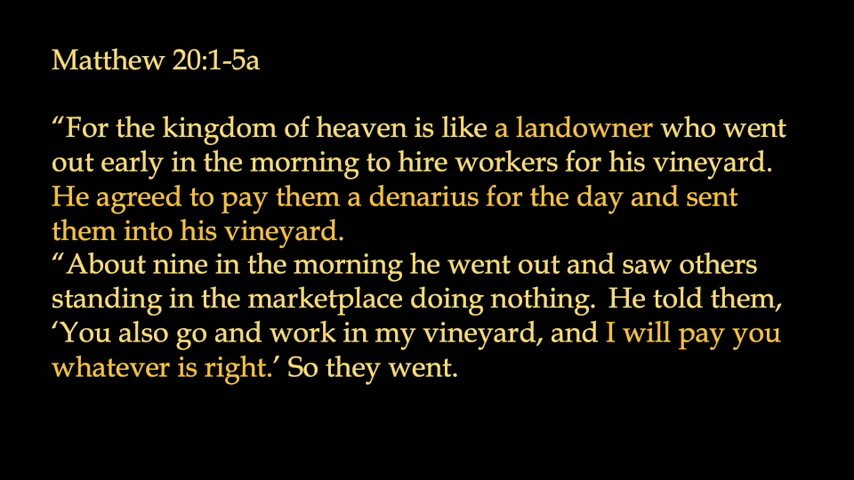 Matthew 20:1-5a
“For the kingdom of heaven is like a landowner who went
out early in the morning to hire workers for his vineyard.
He agreed to pay them a denarius for the day and sent
them into his vineyard.
“About nine in the morning he went out and saw others
standing in the marketplace doing nothing.  He told them,
‘You also go and work in my vineyard, and I will pay you
whatever is right.’ So they went.